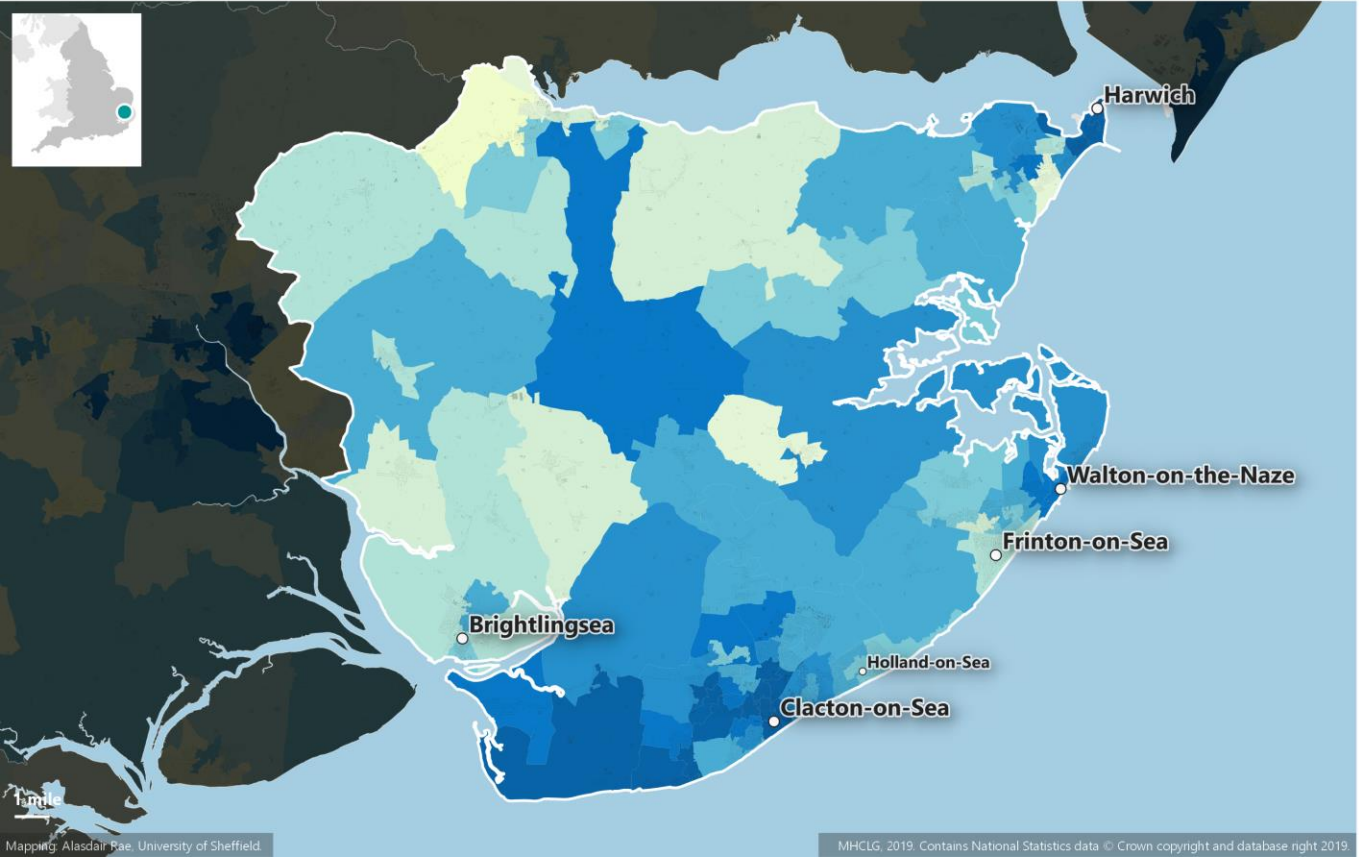 Harwich
Walton-on-the-Naze
Frinton-on-Sea
Brightlingsea
Holland-on-Sea
Clacton-on-Sea
1 mile
Mapping: Alasdair Rae, University of Sheffield.
MHCLG, 2019. Contains National Statistics data © Crown copyright and database right 2019.